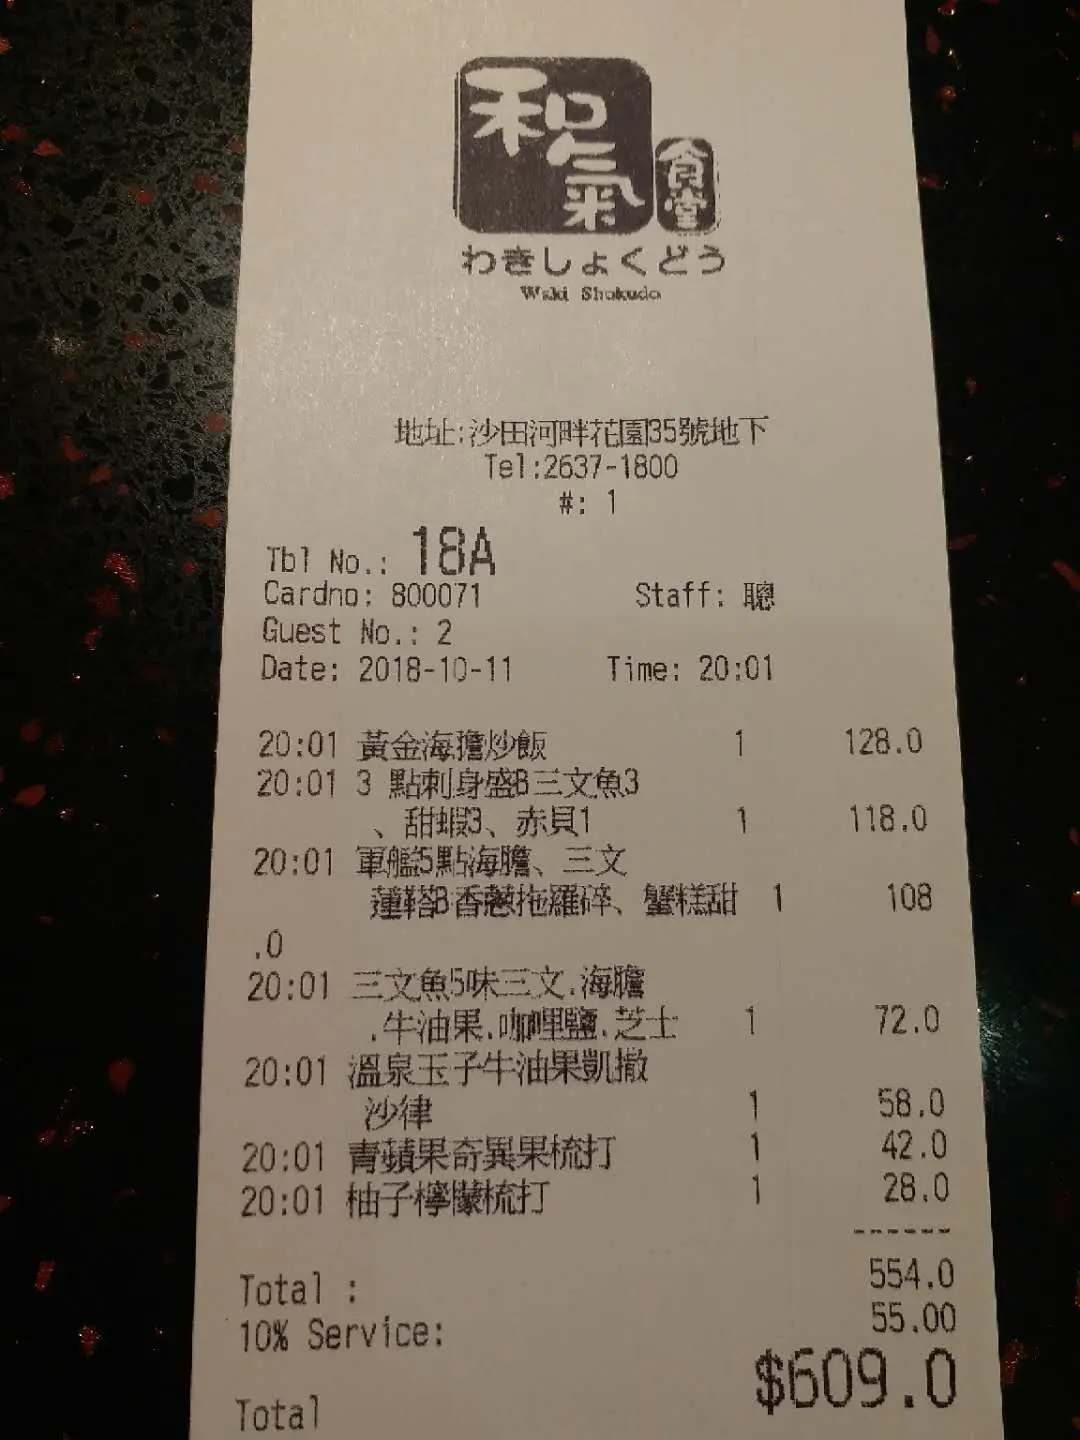 和氣
食堂
わきしょくどう
Waki Shokudo
地址:沙田河畔花園35號地下
Tel:2637-1800
#: 1
Tbl No.: 18A
Cardno: 800071 Staff: 聰
Guest No.: 2
Date: 2018-10-11 Time: 20:01
20:01 黃金海擔炒飯 1 128.0
20:01 3 點刺身盛B三文魚3
、甜蝦3、赤貝1 1 118.0
20:01 軍艦5點海膽、三文
蓮鞳B香蔥拖羅碎、蟹糕甜 1 108
.0
20:01 三文魚5味三文.海膽
.牛油果.咖哩鹽.芝士 1 72.0
20:01 溫泉玉子牛油果凱撒
沙律 1 58.0
20:01 青蘋果奇異果梳打 1 42.0
20:01 柚子檸檬梳打 1 28.0
------
Total : 554.0
10% Service: 55.00
Total $609.0